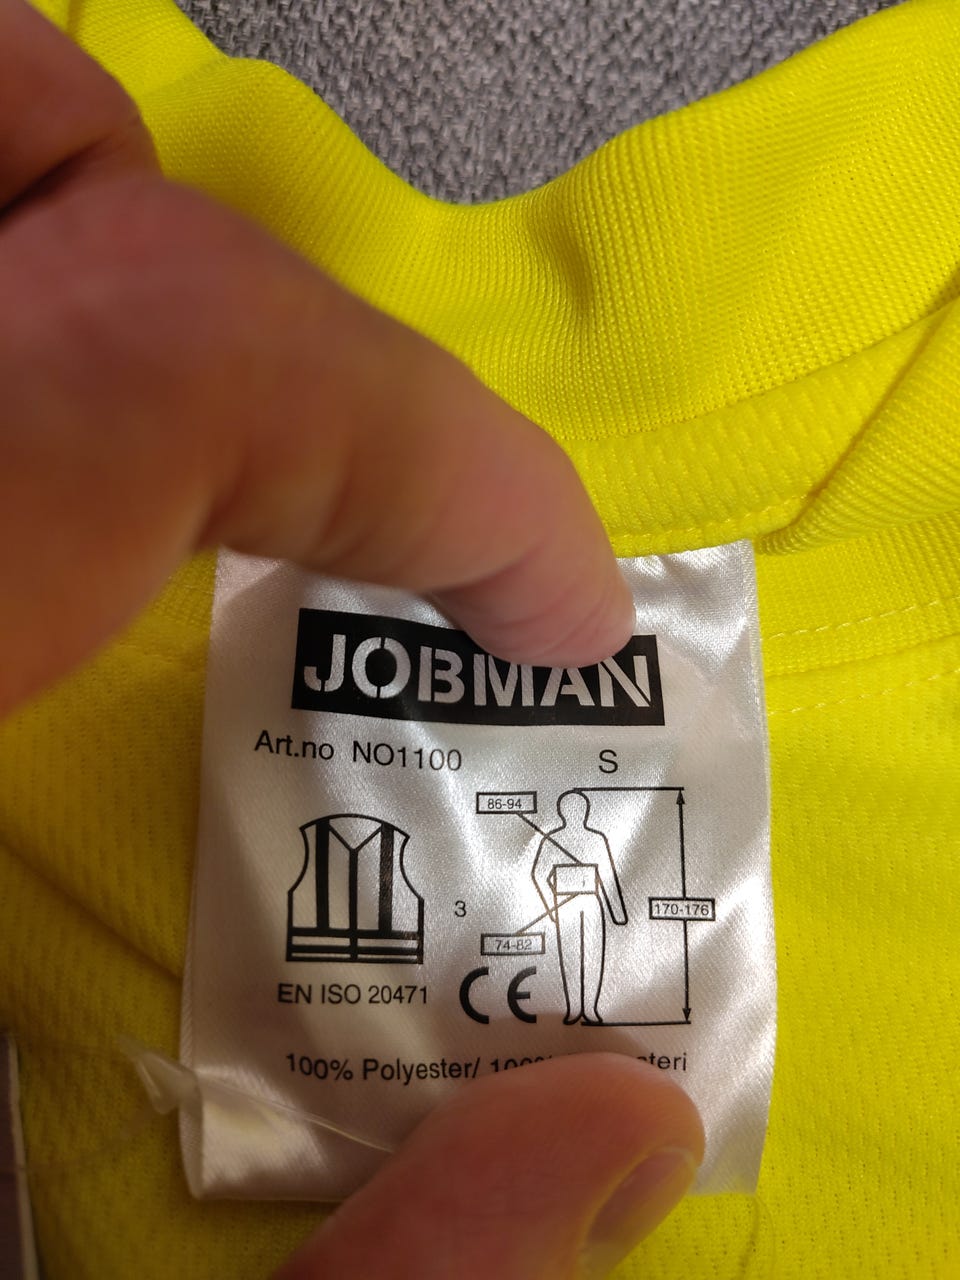 JOBMAN
Art.no NO1100
S
86-94
170-176
3
74-82
EN ISO 20471
CE
100% Polyester/